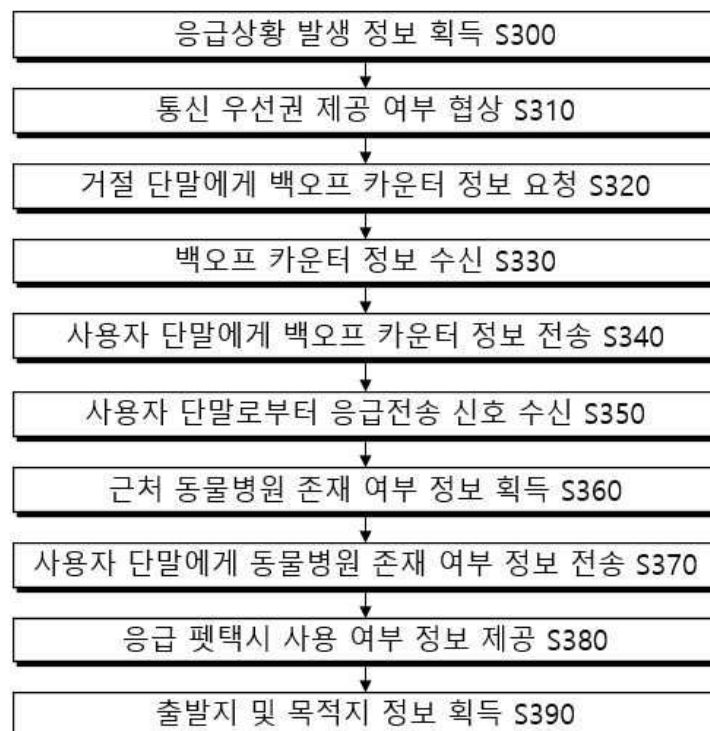 응급상황 발생 정보 획득 S300
통신 우선권 제공 여부 협상 S310
거절 단말에게 백오프 카운터 정보 요청 S320
백오프 카운터 정보 수신 S330
사용자 단말에게 백오프 카운터 정보 전송 S340
사용자 단말로부터 응급전송 신호 수신 S350
근처 동물병원 존재 여부 정보 획득 S360
사용자 단말에게 동물병원 존재 여부 정보 전송 S370
응급 펫택시 사용 여부 정보 제공 S380
출발지 및 목적지 정보 획득 S390